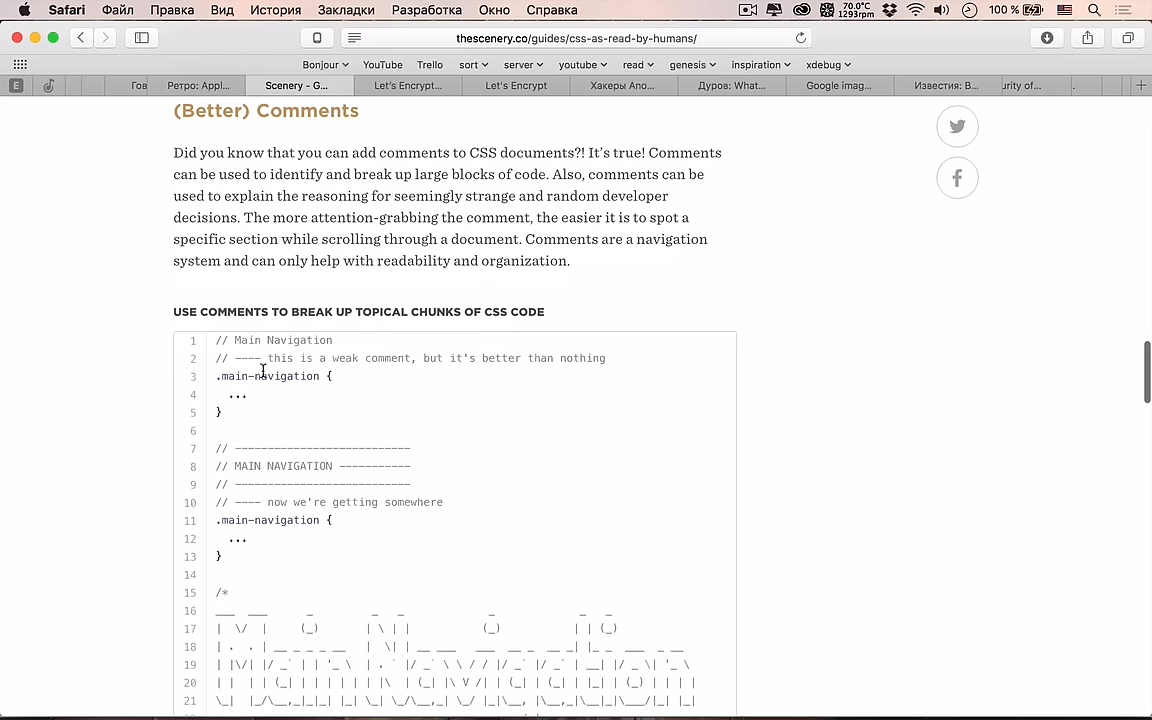 Safari Файл Правка Вид История Закладки Разработка Окно Справка 70.0°C 1293rpm 100 %
thescenery.co/guides/css-as-read-by-humans/
Bonjour YouTube Trello sort server youtube read genesis inspiration xdebug
E Гов Ретро: Appl... Scenery - G... Let's Encrypt... Let's Encrypt Хакеры Ano... Дуров: What... Google imag... Известия: В... urity of... .
(Better) Comments
Did you know that you can add comments to CSS documents?! It's true! Comments
can be used to identify and break up large blocks of code. Also, comments can be
used to explain the reasoning for seemingly strange and random developer
decisions. The more attention-grabbing the comment, the easier it is to spot a
specific section while scrolling through a document. Comments are a navigation
system and can only help with readability and organization.
USE COMMENTS TO BREAK UP TOPICAL CHUNKS OF CSS CODE
1 // Main Navigation
2 // ---- this is a weak comment, but it's better than nothing
3 .main-navigation {
4 ...
5 }
6
7 // ---------------------------
8 // MAIN NAVIGATION -----------
9 // ---------------------------
10 // ---- now we're getting somewhere
11 .main-navigation {
12 ...
13 }
14
15 /*
16
17
18
19
20
21